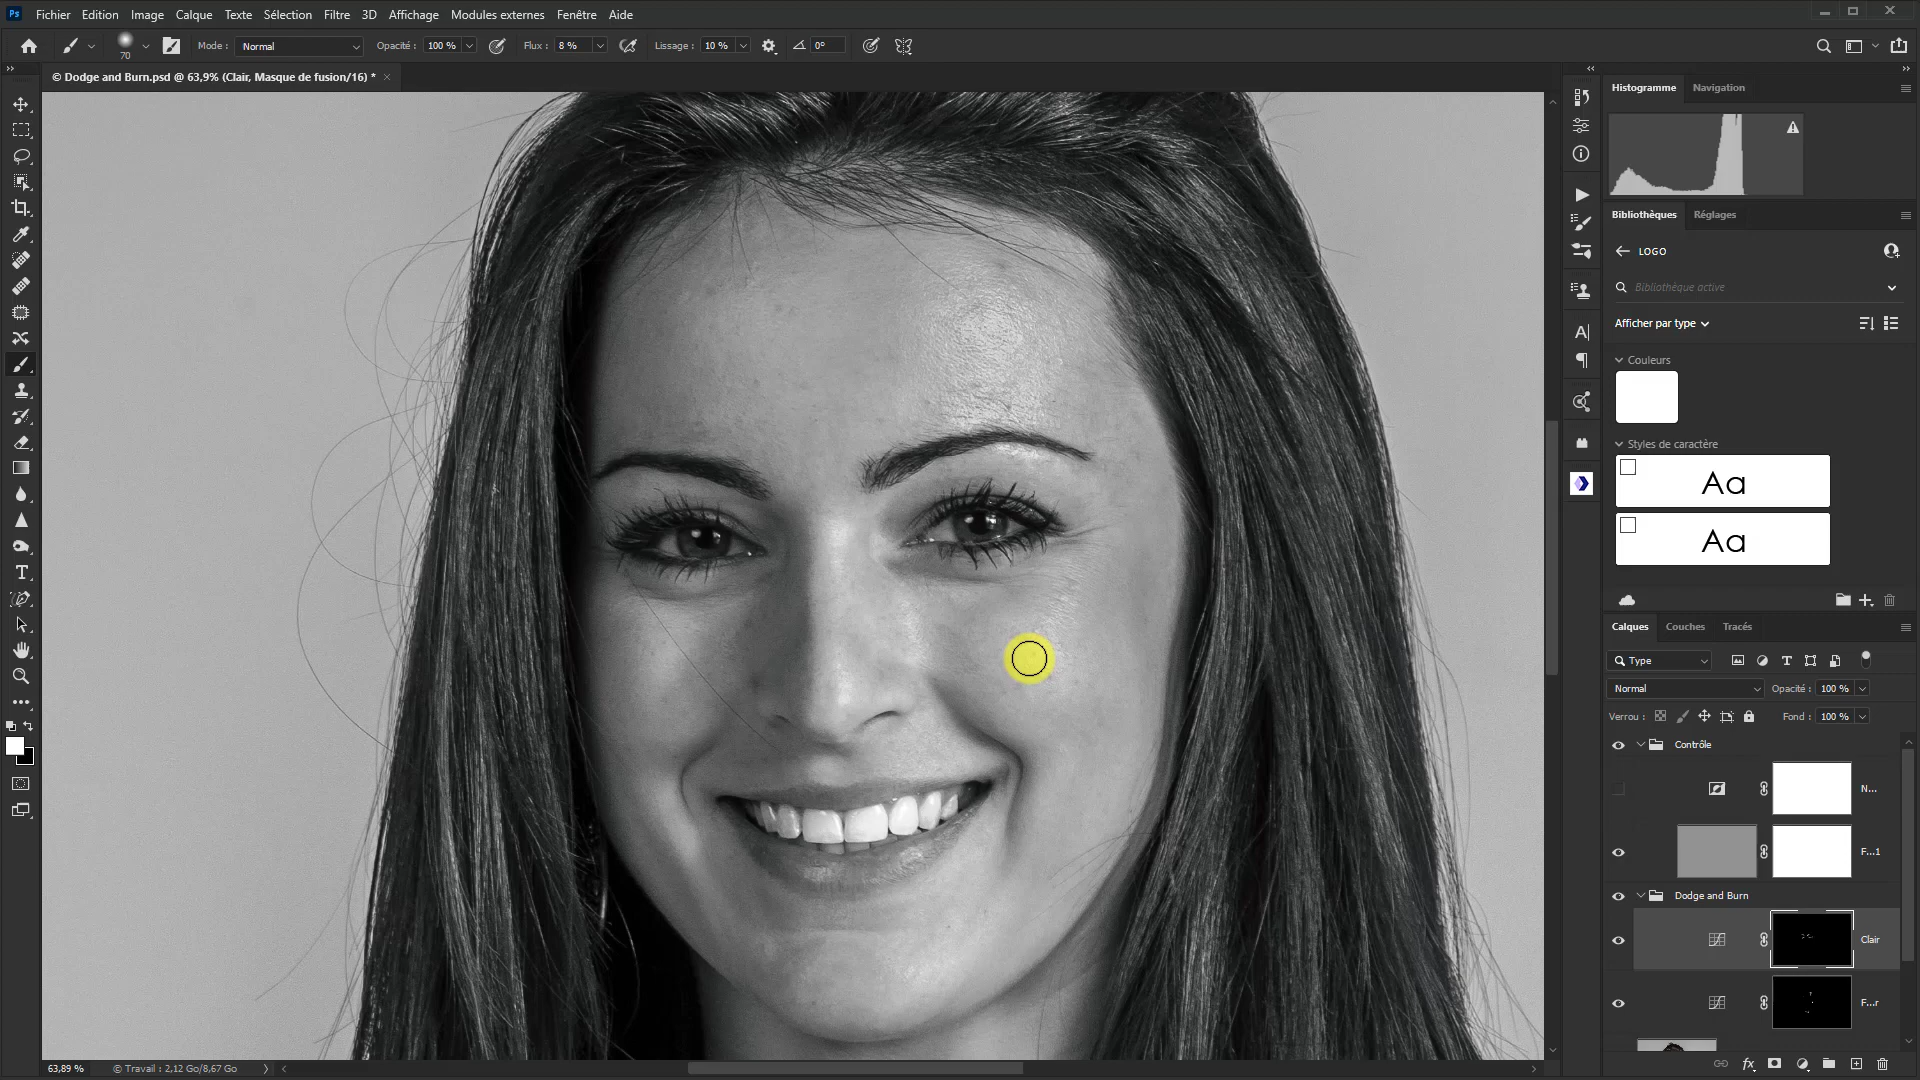 Ps Fichier Edition Image Calque Texte Sélection Filtre 3D Affichage Modules externes Fenêtre Aide
70 Mode : Normal Opacité : 100 % Flux : 8 % Lissage : 10 % 0°
© Dodge and Burn.psd @ 63,9% (Clair, Masque de fusion/16) * ×
Histogramme Navigation
Bibliothèques Réglages
LOGO
Bibliothèque active
Afficher par type
Couleurs
Styles de caractère
Aa
Aa
Calques Couches Tracés
Type
Normal Opacité : 100 %
Verrou : Fond : 100 %
Contrôle
N...
F...1
Dodge and Burn
Clair
F...r
fx
63,89 % © Travail : 2,12 Go/8,67 Go